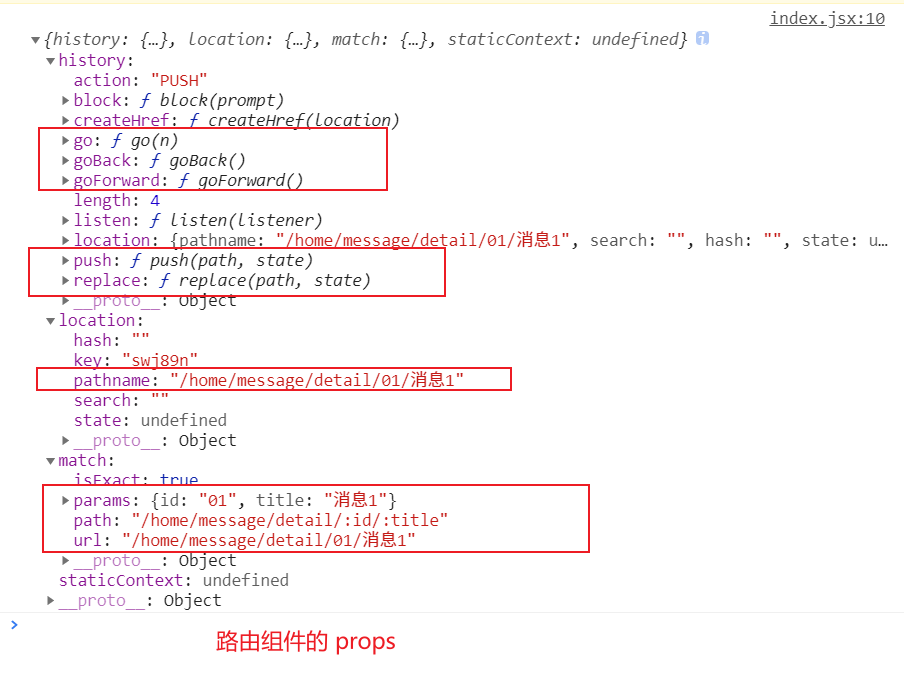 index.jsx:10
▼{history: {…}, location: {…}, match: {…}, staticContext: undefined} i
▼history:
action: "PUSH"
▶block: ƒ block(prompt)
▶createHref: ƒ createHref(location)
▶go: ƒ go(n)
▶goBack: ƒ goBack()
▶goForward: ƒ goForward()
length: 4
▶listen: ƒ listen(listener)
▶location: {pathname: "/home/message/detail/01/消息1", search: "", hash: "", state: u…
▶push: ƒ push(path, state)
▶replace: ƒ replace(path, state)
▶__proto__: Object
▼location:
hash: ""
key: "swj89n"
pathname: "/home/message/detail/01/消息1"
search: ""
state: undefined
▶__proto__: Object
▼match:
isExact: true
▶params: {id: "01", title: "消息1"}
path: "/home/message/detail/:id/:title"
url: "/home/message/detail/01/消息1"
▶__proto__: Object
staticContext: undefined
▶__proto__: Object
>
路由组件的 props